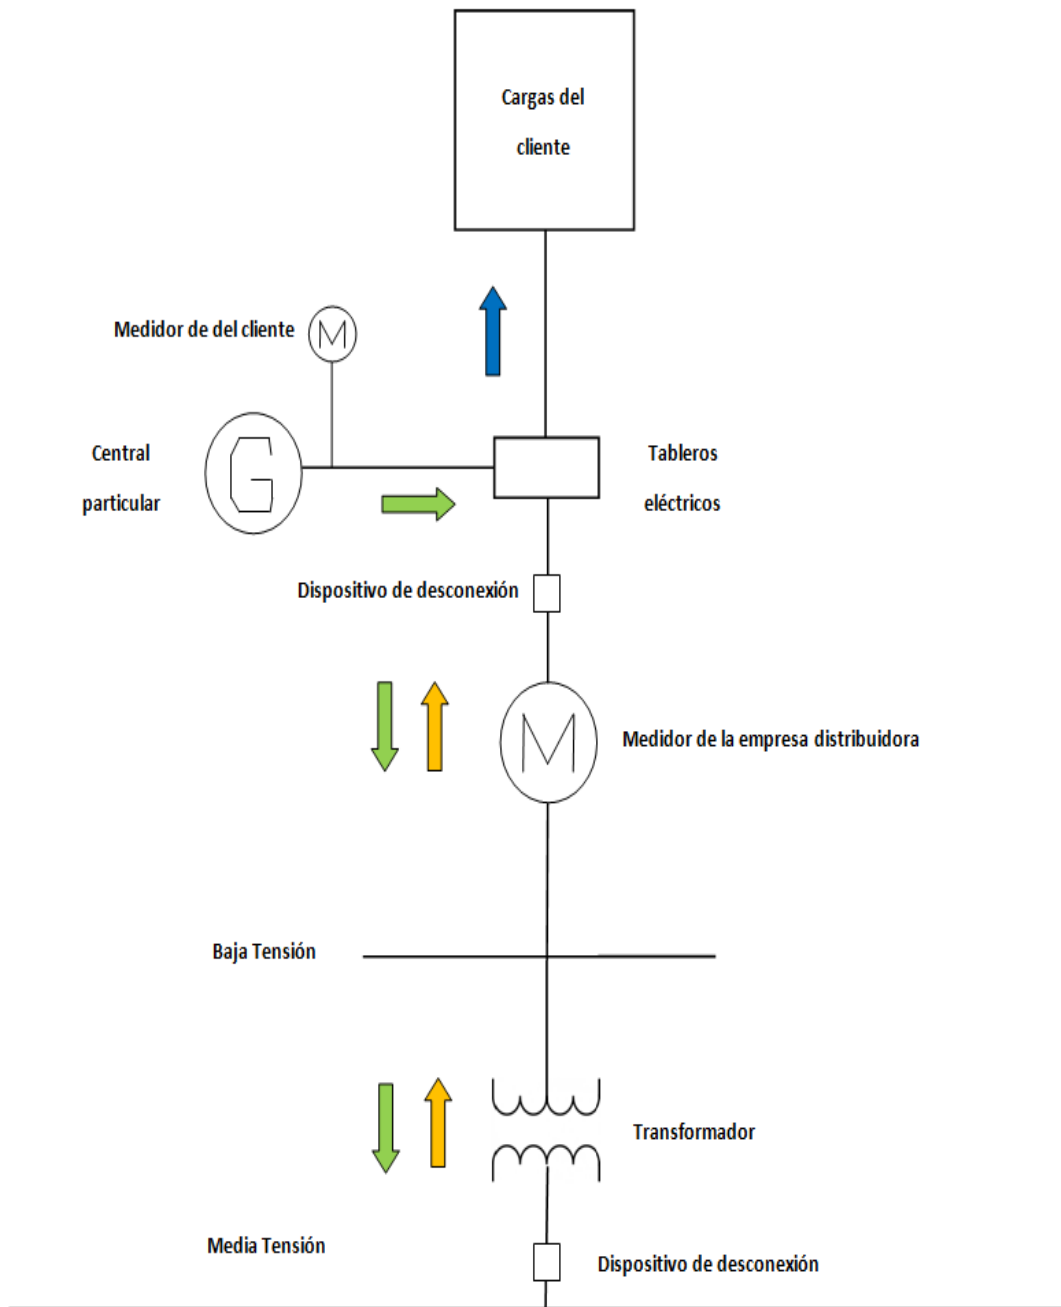 Cargas del
cliente
Medidor de del cliente
M
Central
particular
G
Tableros
eléctricos
Dispositivo de desconexión
M
Medidor de la empresa distribuidora
Baja Tensión
Transformador
Media Tensión
Dispositivo de desconexión